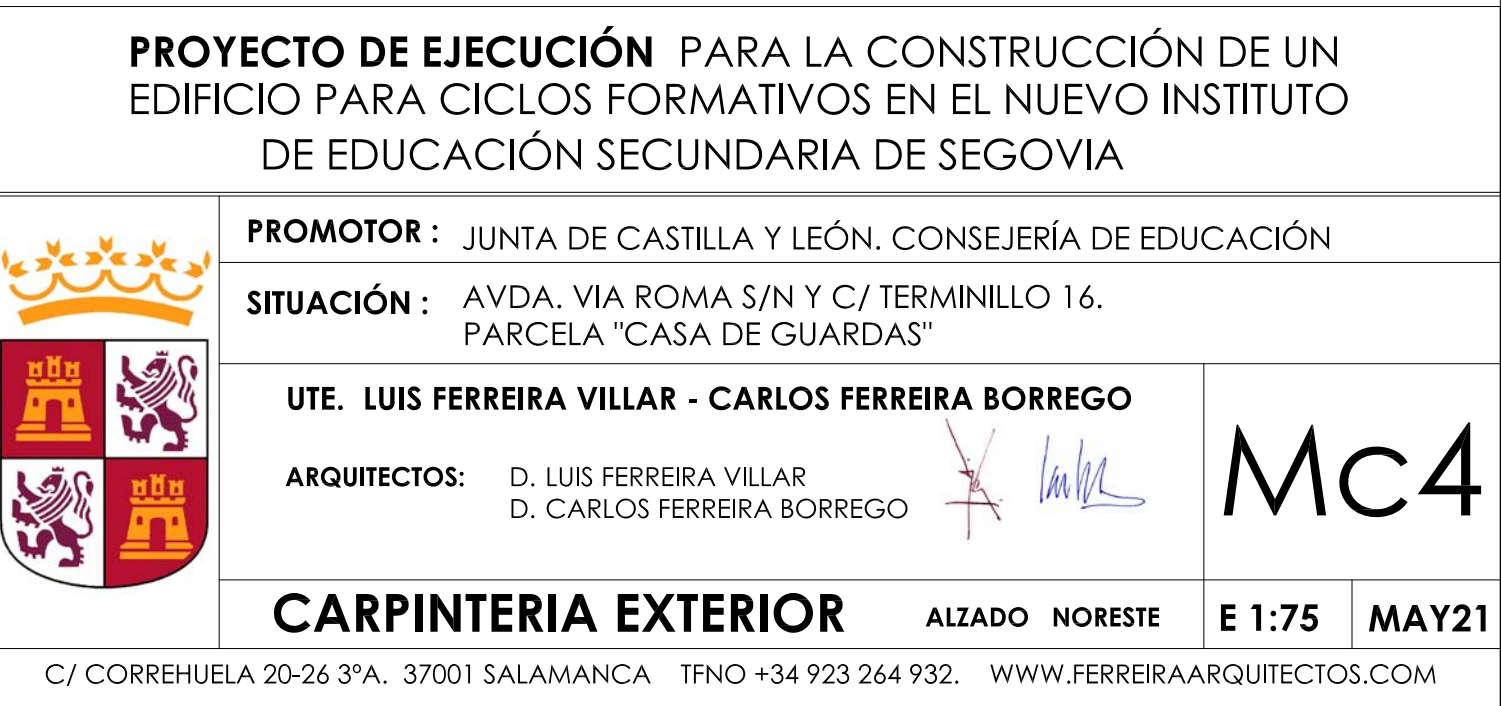 PROYECTO DE EJECUCIÓN PARA LA CONSTRUCCIÓN DE UN
EDIFICIO PARA CICLOS FORMATIVOS EN EL NUEVO INSTITUTO
DE EDUCACIÓN SECUNDARIA DE SEGOVIA
PROMOTOR : JUNTA DE CASTILLA Y LEÓN. CONSEJERÍA DE EDUCACIÓN
SITUACIÓN : AVDA. VIA ROMA S/N Y C/ TERMINILLO 16.
PARCELA "CASA DE GUARDAS"
UTE. LUIS FERREIRA VILLAR - CARLOS FERREIRA BORREGO
ARQUITECTOS: D. LUIS FERREIRA VILLAR
D. CARLOS FERREIRA BORREGO
Mc4
CARPINTERIA EXTERIOR ALZADO NORESTE E 1:75 MAY21
C/ CORREHUELA 20-26 3ºA. 37001 SALAMANCA TFNO +34 923 264 932. WWW.FERREIRAARQUITECTOS.COM